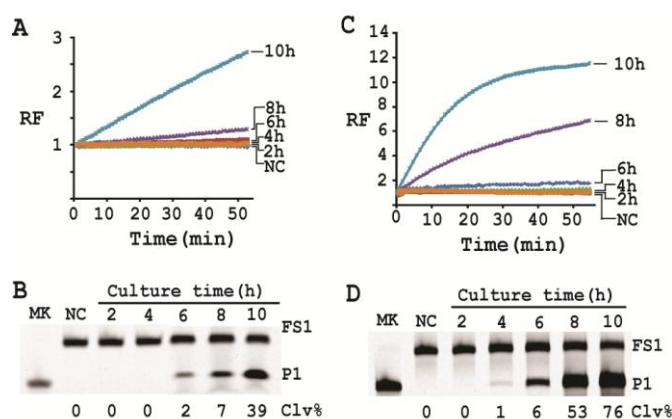 A
3
2
1
RF
0 10 20 30 40 50
Time(min)
10h
8h
6h
4h
2h
NC
C
14
12
10
8
6
4
2
RF
0 10 20 30 40 50
Time(min)
10h
8h
6h
4h
2h
NC
B
Culture time(h)
MK NC 2 4 6 8 10
FS1
P1
0 0 0 2 7 39 Clv%
D
Culture time(h)
MK NC 2 4 6 8 10
FS1
P1
0 0 1 6 53 76 Clv%